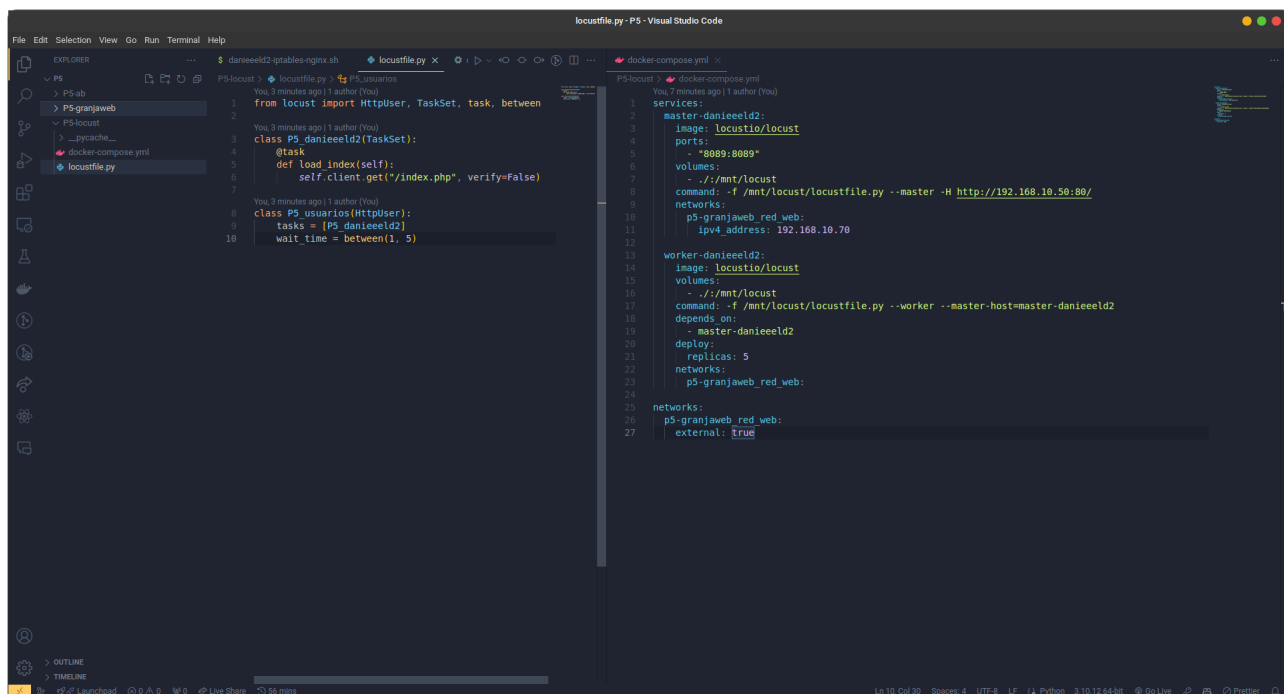 locustfile.py - P5 - Visual Studio Code
File Edit Selection View Go Run Terminal Help
EXPLORER
P5
P5-ab
P5-granjaweb
P5-locust
__pycache__
docker-compose.yml
locustfile.py
OUTLINE
TIMELINE
$ danieeeld2-iptables-nginx.sh
locustfile.py
P5-locust > locustfile.py > P5_usuarios
You, 3 minutes ago | 1 author (You)
1 from locust import HttpUser, TaskSet, task, between
2
You, 3 minutes ago | 1 author (You)
3 class P5_danieeeld2(TaskSet):
4     @task
5     def load_index(self):
6         self.client.get("/index.php", verify=False)
7
You, 3 minutes ago | 1 author (You)
8 class P5_usuarios(HttpUser):
9     tasks = [P5_danieeeld2]
10     wait_time = between(1, 5)
docker-compose.yml
P5-locust > docker-compose.yml
You, 7 minutes ago | 1 author (You)
1 services:
2   master-danieeeld2:
3     image: locustio/locust
4     ports:
5       - "8089:8089"
6     volumes:
7       - ./:/mnt/locust
8     command: -f /mnt/locust/locustfile.py --master -H http://192.168.10.50:80/
9     networks:
10       p5-granjaweb_red_web:
11         ipv4_address: 192.168.10.70
12
13   worker-danieeeld2:
14     image: locustio/locust
15     volumes:
16       - ./:/mnt/locust
17     command: -f /mnt/locust/locustfile.py --worker --master-host=master-danieeeld2
18     depends_on:
19       - master-danieeeld2
20     deploy:
21       replicas: 5
22     networks:
23       p5-granjaweb_red_web:
24
25 networks:
26   p5-granjaweb_red_web:
27     external: true
Launchpad 0 0 0 Live Share 56 mins Ln 10, Col 30 Spaces: 4 UTF-8 LF Python 3.10.12 64-bit Go Live Prettier